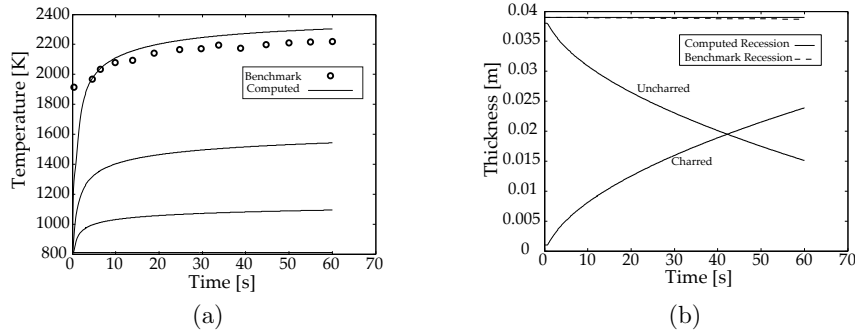 2400
2200
2000
1800
1600
1400
1200
1000
800
0 10 20 30 40 50 60 70
Temperature [K]
Time [s]
Benchmark
Computed
(a)
0.04
0.035
0.03
0.025
0.02
0.015
0.01
0.005
0
0 10 20 30 40 50 60 70
Thickness [m]
Time [s]
Computed Recession
Benchmark Recession
Uncharred
Charred
(b)